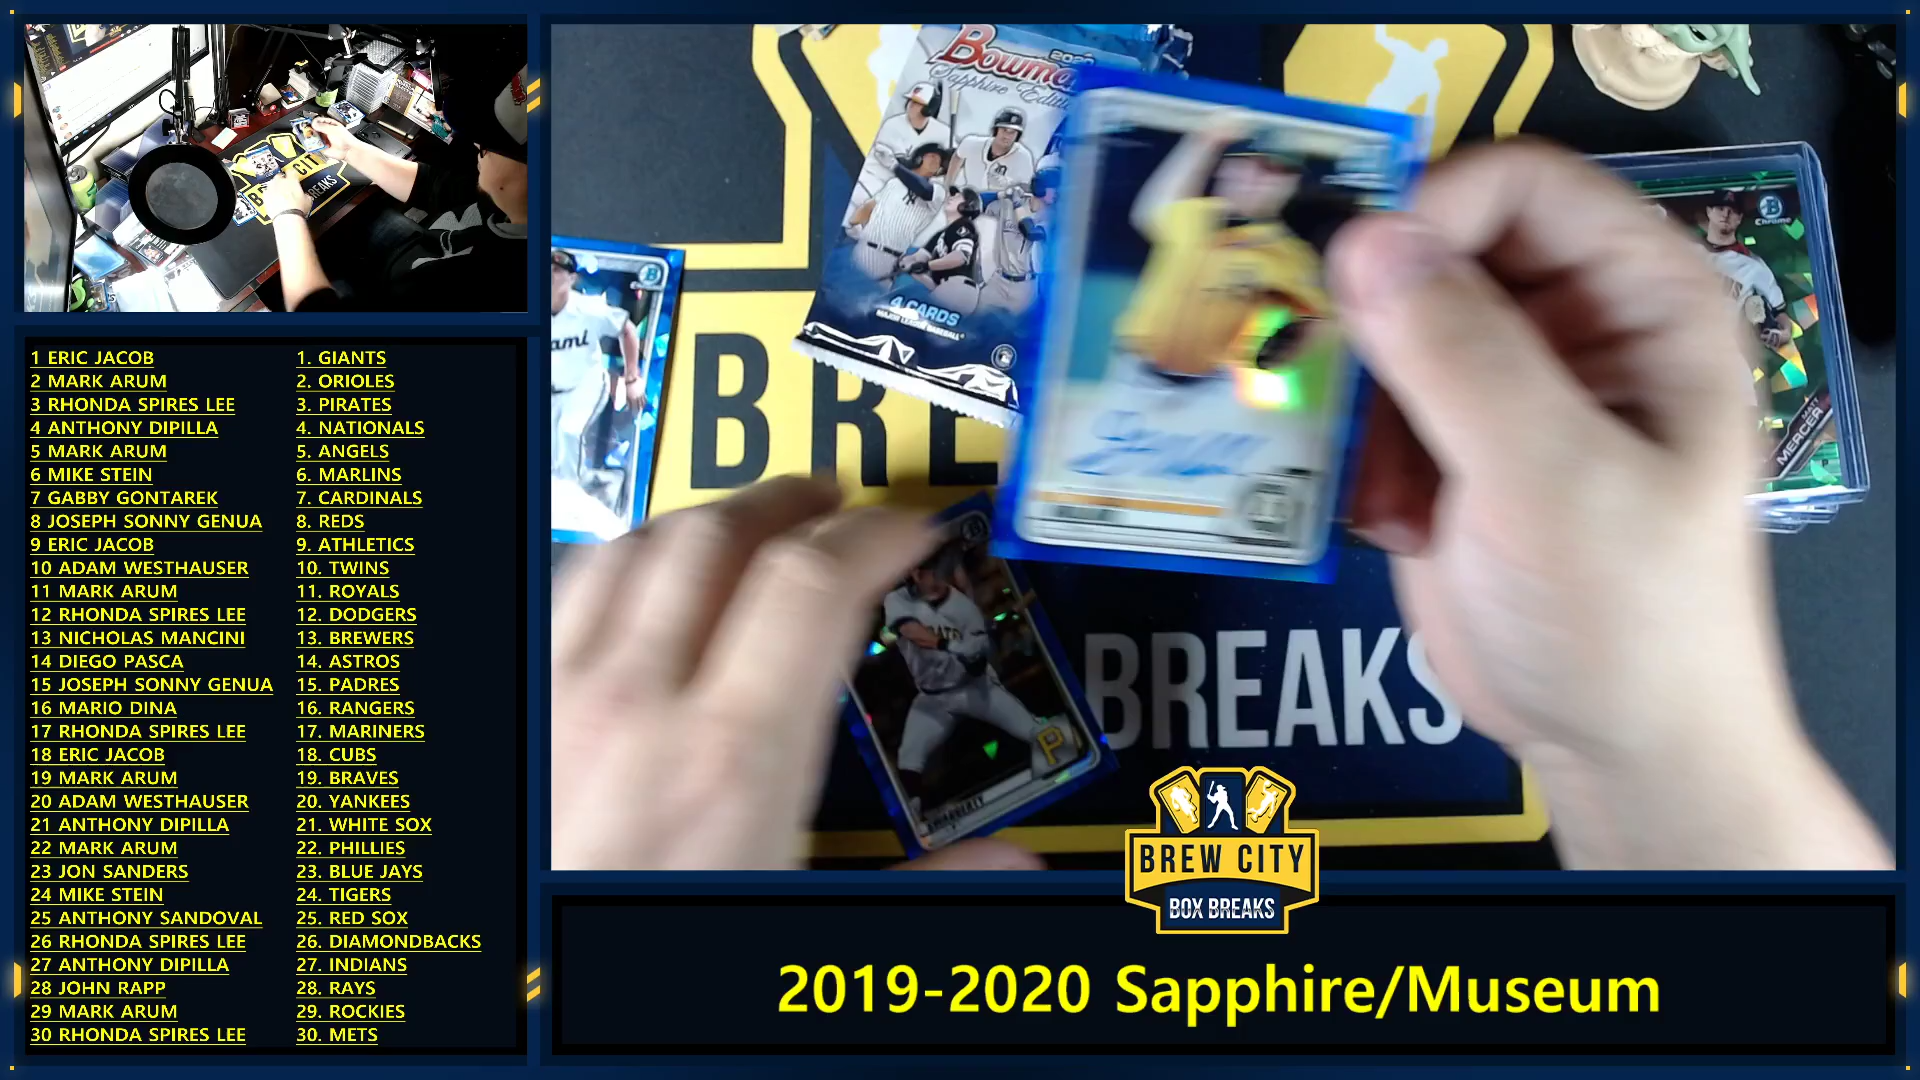 1 ERIC JACOB
2 MARK ARUM
3 RHONDA SPIRES LEE
4 ANTHONY DIPILLA
5 MARK ARUM
6 MIKE STEIN
7 GABBY GONTAREK
8 JOSEPH SONNY GENUA
9 ERIC JACOB
10 ADAM WESTHAUSER
11 MARK ARUM
12 RHONDA SPIRES LEE
13 NICHOLAS MANCINI
14 DIEGO PASCA
15 JOSEPH SONNY GENUA
16 MARIO DINA
17 RHONDA SPIRES LEE
18 ERIC JACOB
19 MARK ARUM
20 ADAM WESTHAUSER
21 ANTHONY DIPILLA
22 MARK ARUM
23 JON SANDERS
24 MIKE STEIN
25 ANTHONY SANDOVAL
26 RHONDA SPIRES LEE
27 ANTHONY DIPILLA
28 JOHN RAPP
29 MARK ARUM
30 RHONDA SPIRES LEE
1. GIANTS
2. ORIOLES
3. PIRATES
4. NATIONALS
5. ANGELS
6. MARLINS
7. CARDINALS
8. REDS
9. ATHLETICS
10. TWINS
11. ROYALS
12. DODGERS
13. BREWERS
14. ASTROS
15. PADRES
16. RANGERS
17. MARINERS
18. CUBS
19. BRAVES
20. YANKEES
21. WHITE SOX
22. PHILLIES
23. BLUE JAYS
24. TIGERS
25. RED SOX
26. DIAMONDBACKS
27. INDIANS
28. RAYS
29. ROCKIES
30. METS
CIT
BREAKS
Bowma
Sapphire Editi
4 CARDS
MAJOR LEAGUE BASEBALL
BRE
BREAKS
Chrome
MATT
MERCER
P
BREW CITY
BOX BREAKS
2019-2020 Sapphire/Museum